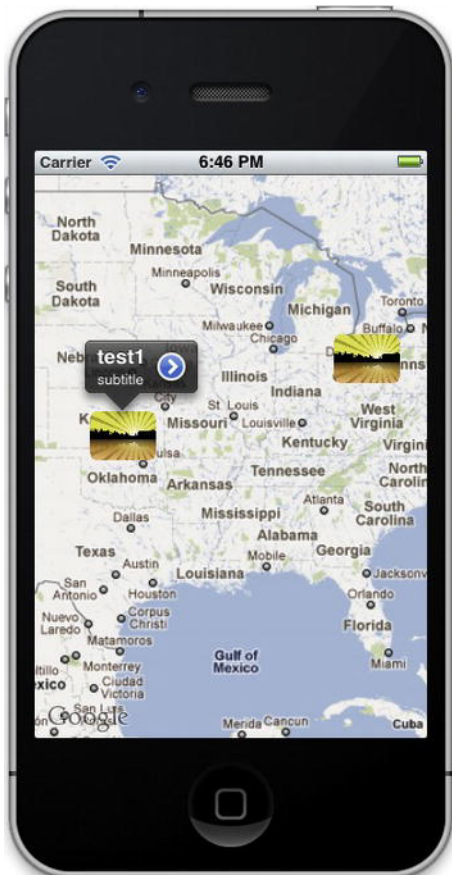 Carrier 6:46 PM
North
Dakota
Minnesota
Minneapolis
South
Dakota
Wisconsin
Michigan
Toronto
Milwaukee
Buffalo
Chicago
test1
subtitle
Illinois
Indiana
City
St Louis
Missouri
Louisville
West
Virginia
Kentucky
Oklahoma
Arkansas
Tennessee
North
Atlanta
South
Carolina
Dallas
Mississippi
Alabama
Texas
Austin
Louisiana
Mobile
Georgia
San
Antonio
Houston
Orlando
Nuevo
Laredo
Corpus
Christi
Florida
Matamoros
Monterrey
Gulf of
Mexico
Miami
Ciudad
Victoria
Google
Merida
Cancun
Cuba